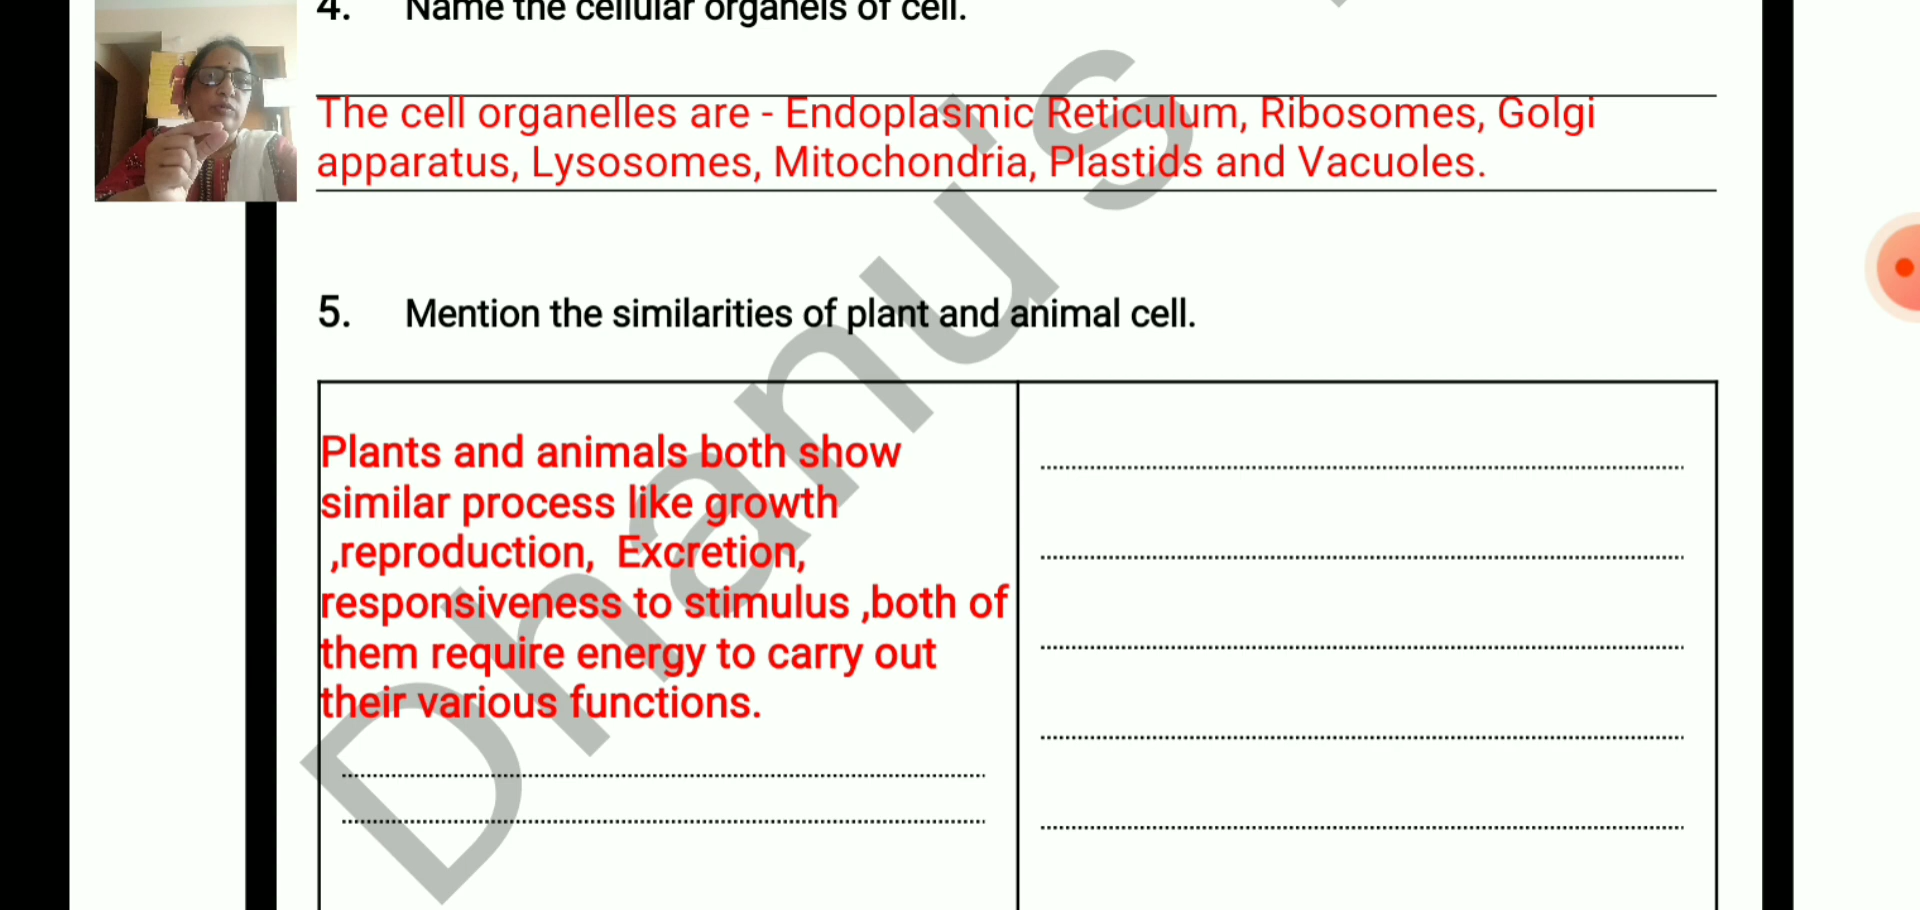 4. Name the cellular organels of cell.
The cell organelles are - Endoplasmic Reticulum, Ribosomes, Golgi
apparatus, Lysosomes, Mitochondria, Plastids and Vacuoles.
5. Mention the similarities of plant and animal cell.
Plants and animals both show
similar process like growth
,reproduction, Excretion,
responsiveness to stimulus ,both of
them require energy to carry out
their various functions.
Dhanu's